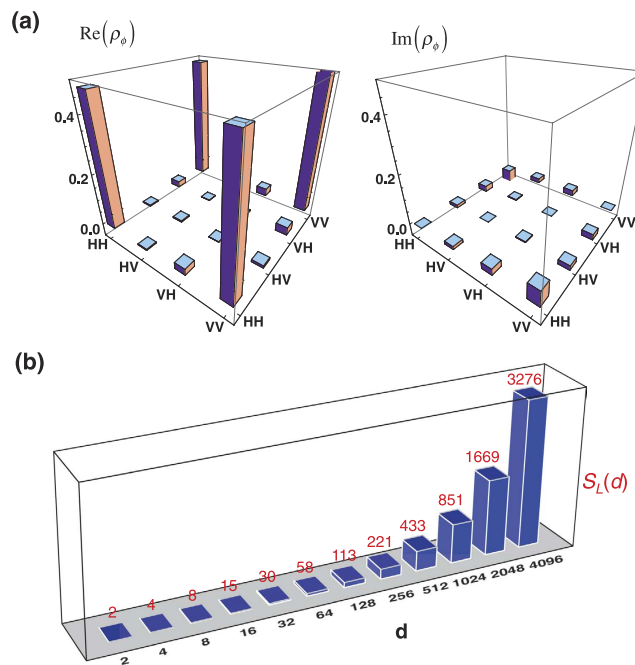 (a)
Re(ρϕ)
Im(ρϕ)
0.4
0.2
0.0
HH
HV
VH
VV
HH
HV
VH
VV
0.4
0.2
0.0
HH
HV
VH
VV
HH
HV
VH
VV
(b)
2
4
8
15
30
58
113
221
433
851
1669
3276
S_L(d)
2
4
8
16
32
64
128
256
512
1024
2048
4096
d